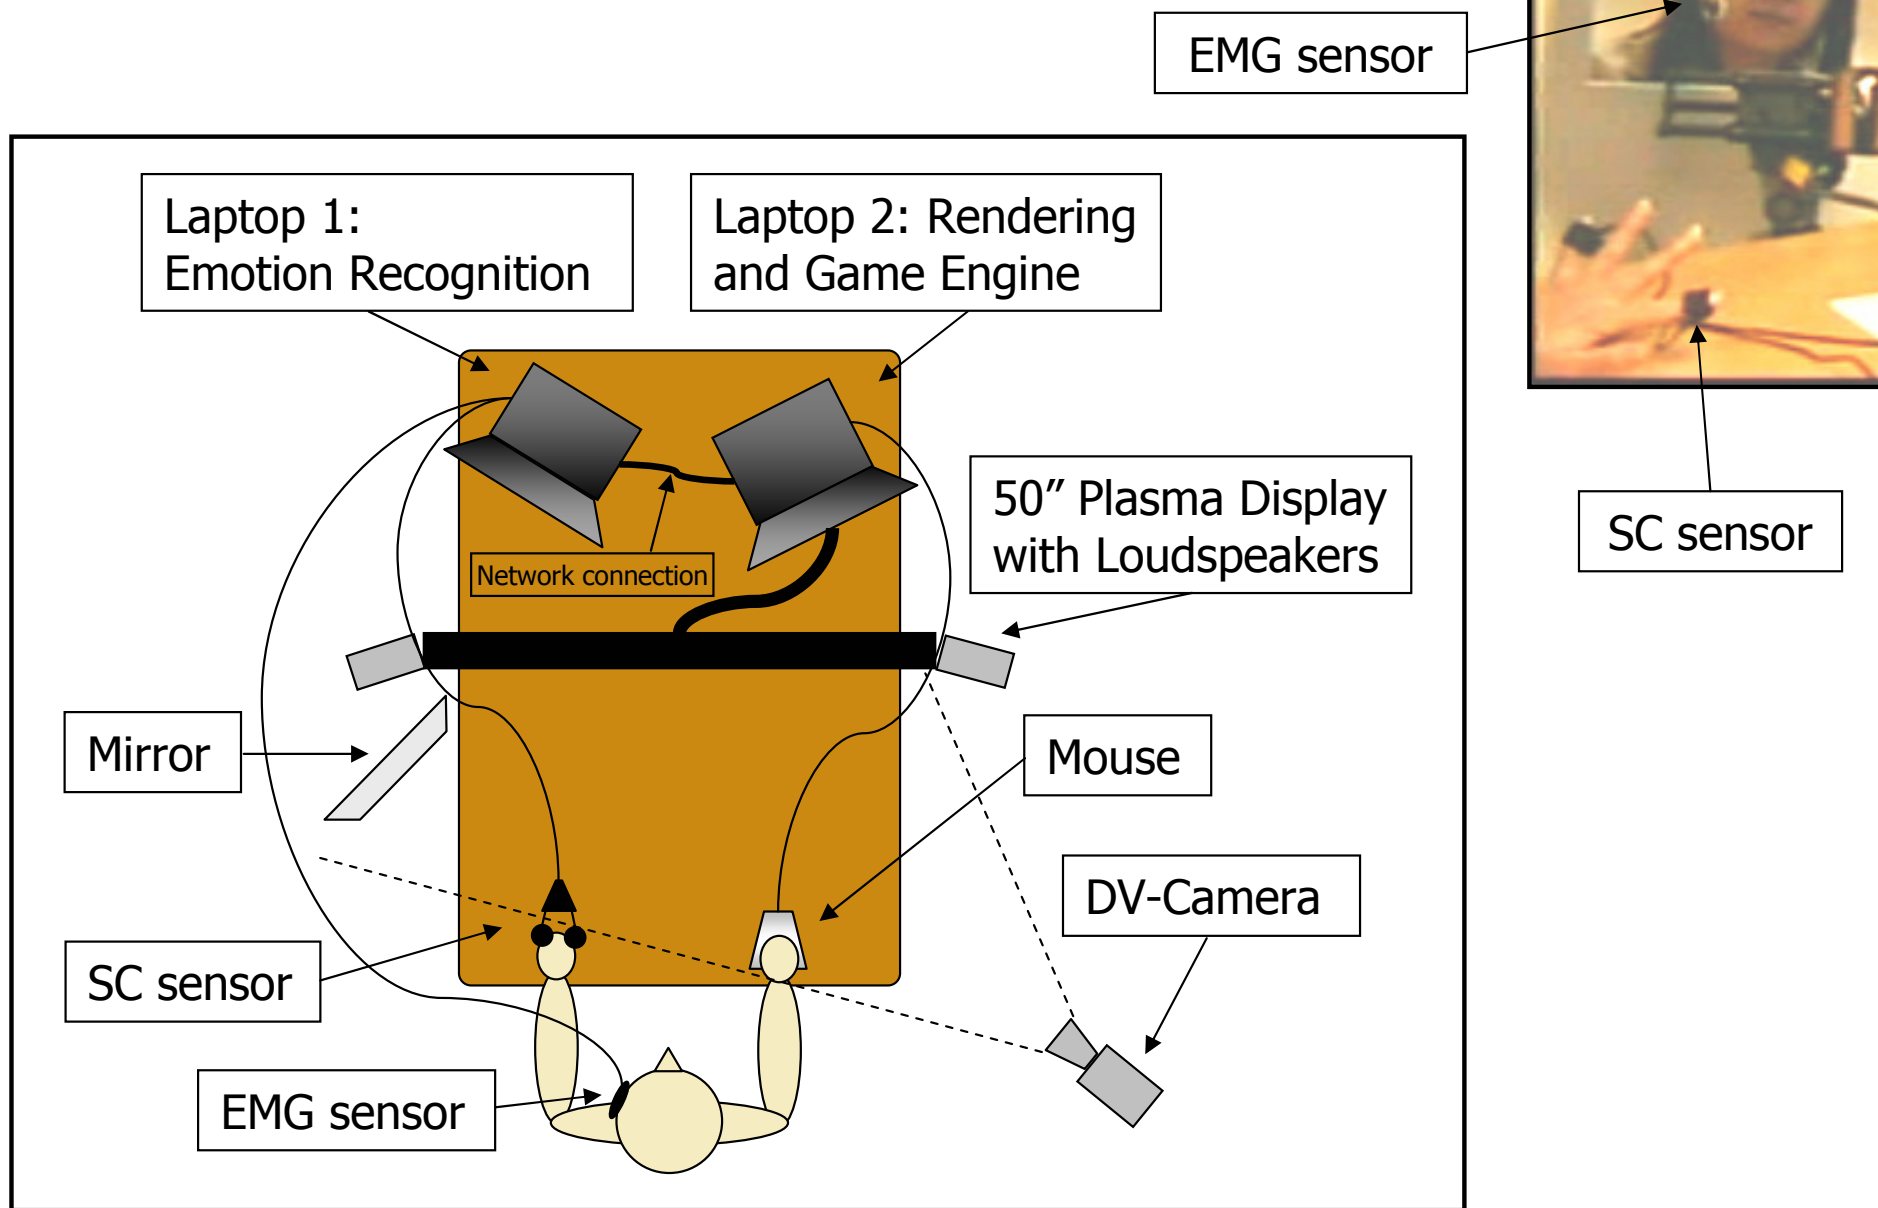 EMG sensor
Laptop 1:
Emotion Recognition
Laptop 2: Rendering
and Game Engine
50” Plasma Display
with Loudspeakers
SC sensor
Network connection
Mirror
Mouse
DV-Camera
SC sensor
EMG sensor